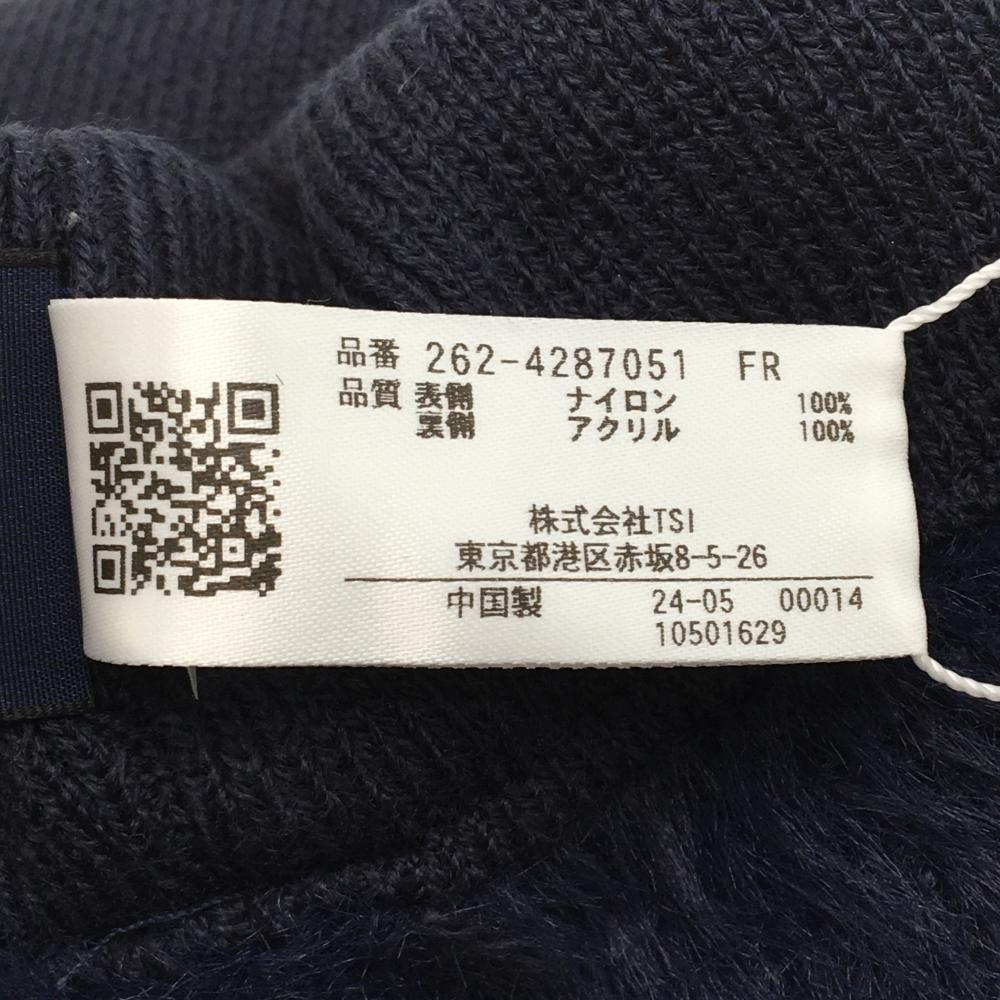 品番 262-4287051 FR
品質 表側 ナイロン 100%
裏側 アクリル 100%
株式会社TSI
東京都港区赤坂8-5-26
中国製 24-05 00014
10501629